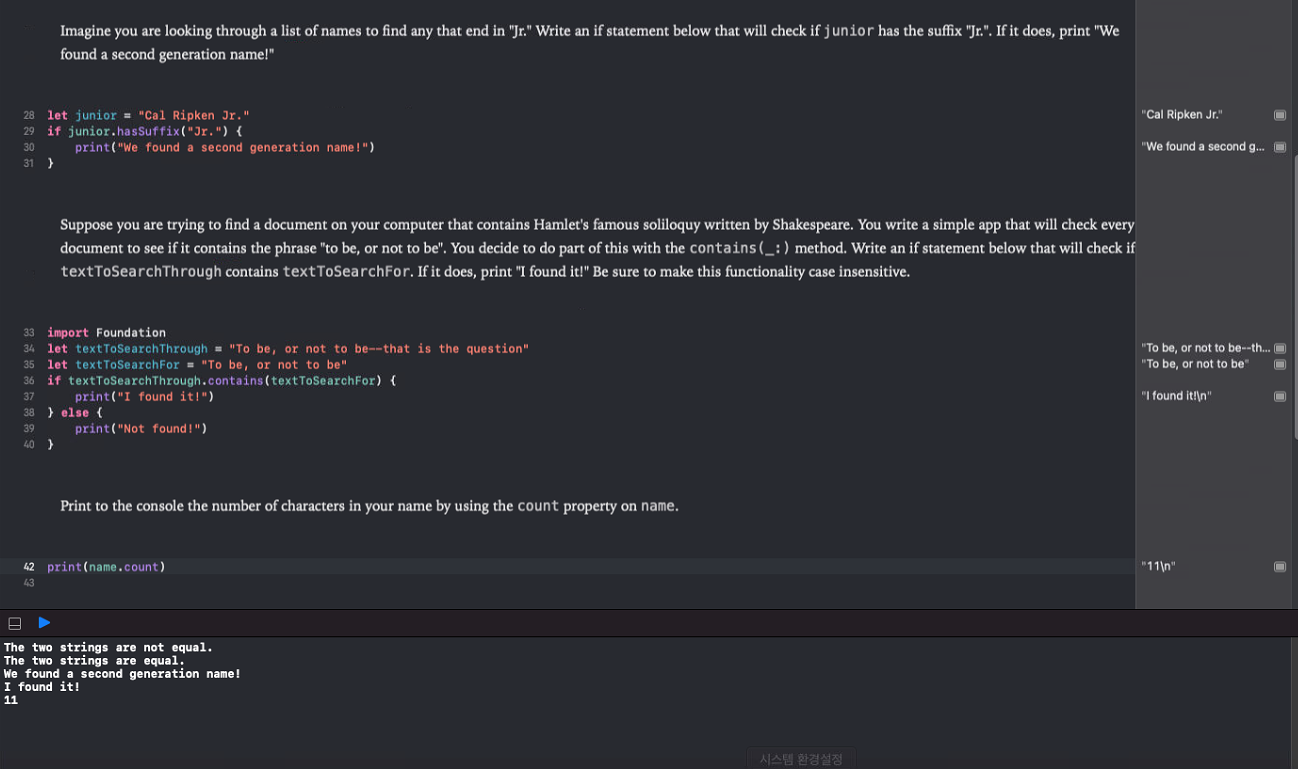 Imagine you are looking through a list of names to find any that end in "Jr." Write an if statement below that will check if junior has the suffix "Jr.". If it does, print "We
found a second generation name!"
28 let junior = "Cal Ripken Jr." "Cal Ripken Jr."
29 if junior.hasSuffix("Jr.") {
30 print("We found a second generation name!") "We found a second g...
31 }
Suppose you are trying to find a document on your computer that contains Hamlet's famous soliloquy written by Shakespeare. You write a simple app that will check every
document to see if it contains the phrase "to be, or not to be". You decide to do part of this with the contains(_:) method. Write an if statement below that will check if
textToSearchThrough contains textToSearchFor. If it does, print "I found it!" Be sure to make this functionality case insensitive.
33 import Foundation
34 let textToSearchThrough = "To be, or not to be--that is the question" "To be, or not to be--th...
35 let textToSearchFor = "To be, or not to be" "To be, or not to be"
36 if textToSearchThrough.contains(textToSearchFor) {
37 print("I found it!") "I found it!\n"
38 } else {
39 print("Not found!")
40 }
Print to the console the number of characters in your name by using the count property on name.
42 print(name.count) "11\n"
43
The two strings are not equal.
The two strings are equal.
We found a second generation name!
I found it!
11
시스템 환경설정